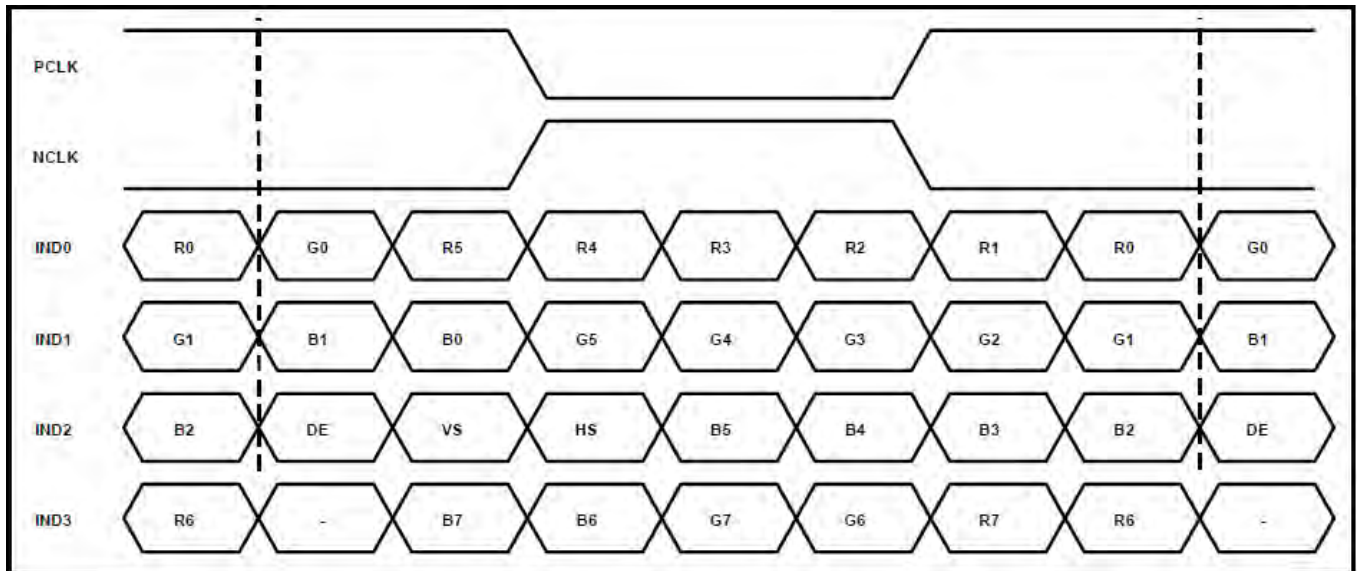 PCLK
NCLK
IND0 R0 G0 R5 R4 R3 R2 R1 R0 G0
IND1 G1 B1 B0 G5 G4 G3 G2 G1 B1
IND2 B2 DE VS HS B5 B4 B3 B2 DE
IND3 R6 - B7 B6 G7 G6 R7 R6 -